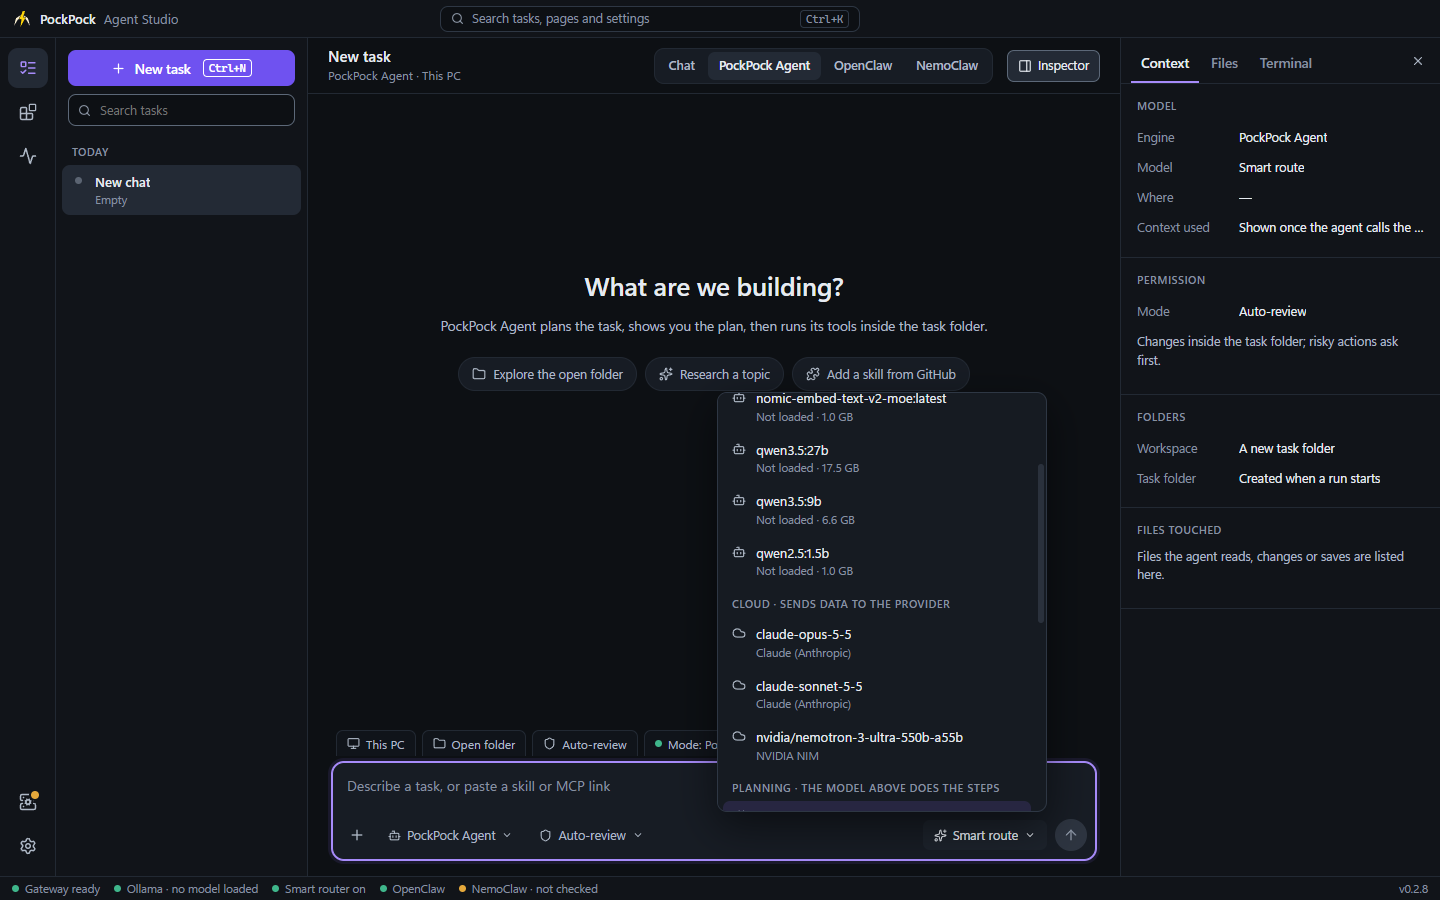 PockPock Agent Studio
Search tasks, pages and settings Ctrl+K
New task Ctrl+N
Search tasks
TODAY
New chat
Empty
New task
PockPock Agent · This PC
Chat PockPock Agent OpenClaw NemoClaw
Inspector
What are we building?
PockPock Agent plans the task, shows you the plan, then runs its tools inside the task folder.
Explore the open folder Research a topic Add a skill from GitHub
nomic-embed-text-v2-moe:latest
Not loaded · 1.0 GB
qwen3.5:27b
Not loaded · 17.5 GB
qwen3.5:9b
Not loaded · 6.6 GB
qwen2.5:1.5b
Not loaded · 1.0 GB
CLOUD · SENDS DATA TO THE PROVIDER
claude-opus-5-5
Claude (Anthropic)
claude-sonnet-5-5
Claude (Anthropic)
nvidia/nemotron-3-ultra-550b-a55b
NVIDIA NIM
PLANNING · THE MODEL ABOVE DOES THE STEPS
This PC Open folder Auto-review Mode: Po
Describe a task, or paste a skill or MCP link
PockPock Agent Auto-review Smart route
Context Files Terminal
MODEL
Engine PockPock Agent
Model Smart route
Where —
Context used Shown once the agent calls the ...
PERMISSION
Mode Auto-review
Changes inside the task folder; risky actions ask
first.
FOLDERS
Workspace A new task folder
Task folder Created when a run starts
FILES TOUCHED
Files the agent reads, changes or saves are listed
here.
Gateway ready Ollama · no model loaded Smart router on OpenClaw NemoClaw · not checked v0.2.8